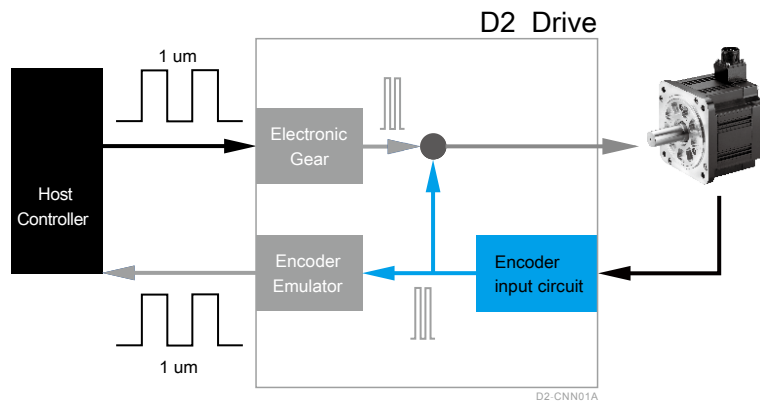 D2 Drive
1 um
Electronic
Gear
Host
Controller
Encoder
Emulator
Encoder
input circuit
1 um
D2-CNN01A